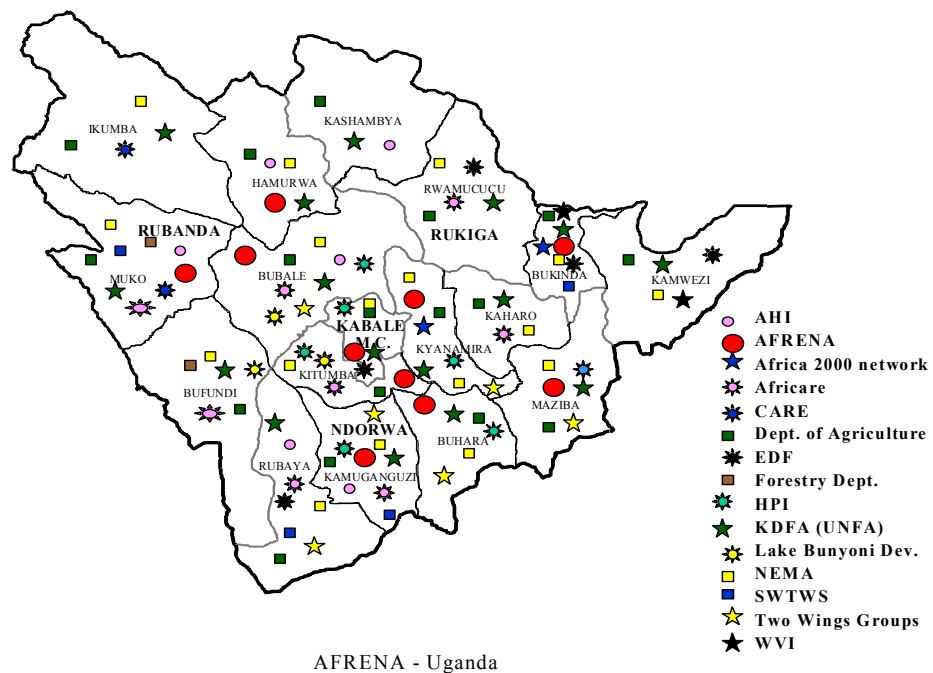 KASHAMBYA
IKUMBA
HAMURWA
RWAMUCUCU
RUBANDA
RUKIGA
MUKO
BUBALE
BUKINDA
KAMWEZI
KAHARO
KABALE
M.C.
KYANAMIRA
KITUMBA
BUFUNDI
MAZIBA
NDORWA
BUHARA
RUBAYA
KAMUGANGUZI
AHI
AFRENA
Africa 2000 network
Africare
CARE
Dept. of Agriculture
EDF
Forestry Dept.
HPI
KDFA (UNFA)
Lake Bunyoni Dev.
NEMA
SWTWS
Two Wings Groups
WVI
AFRENA - Uganda